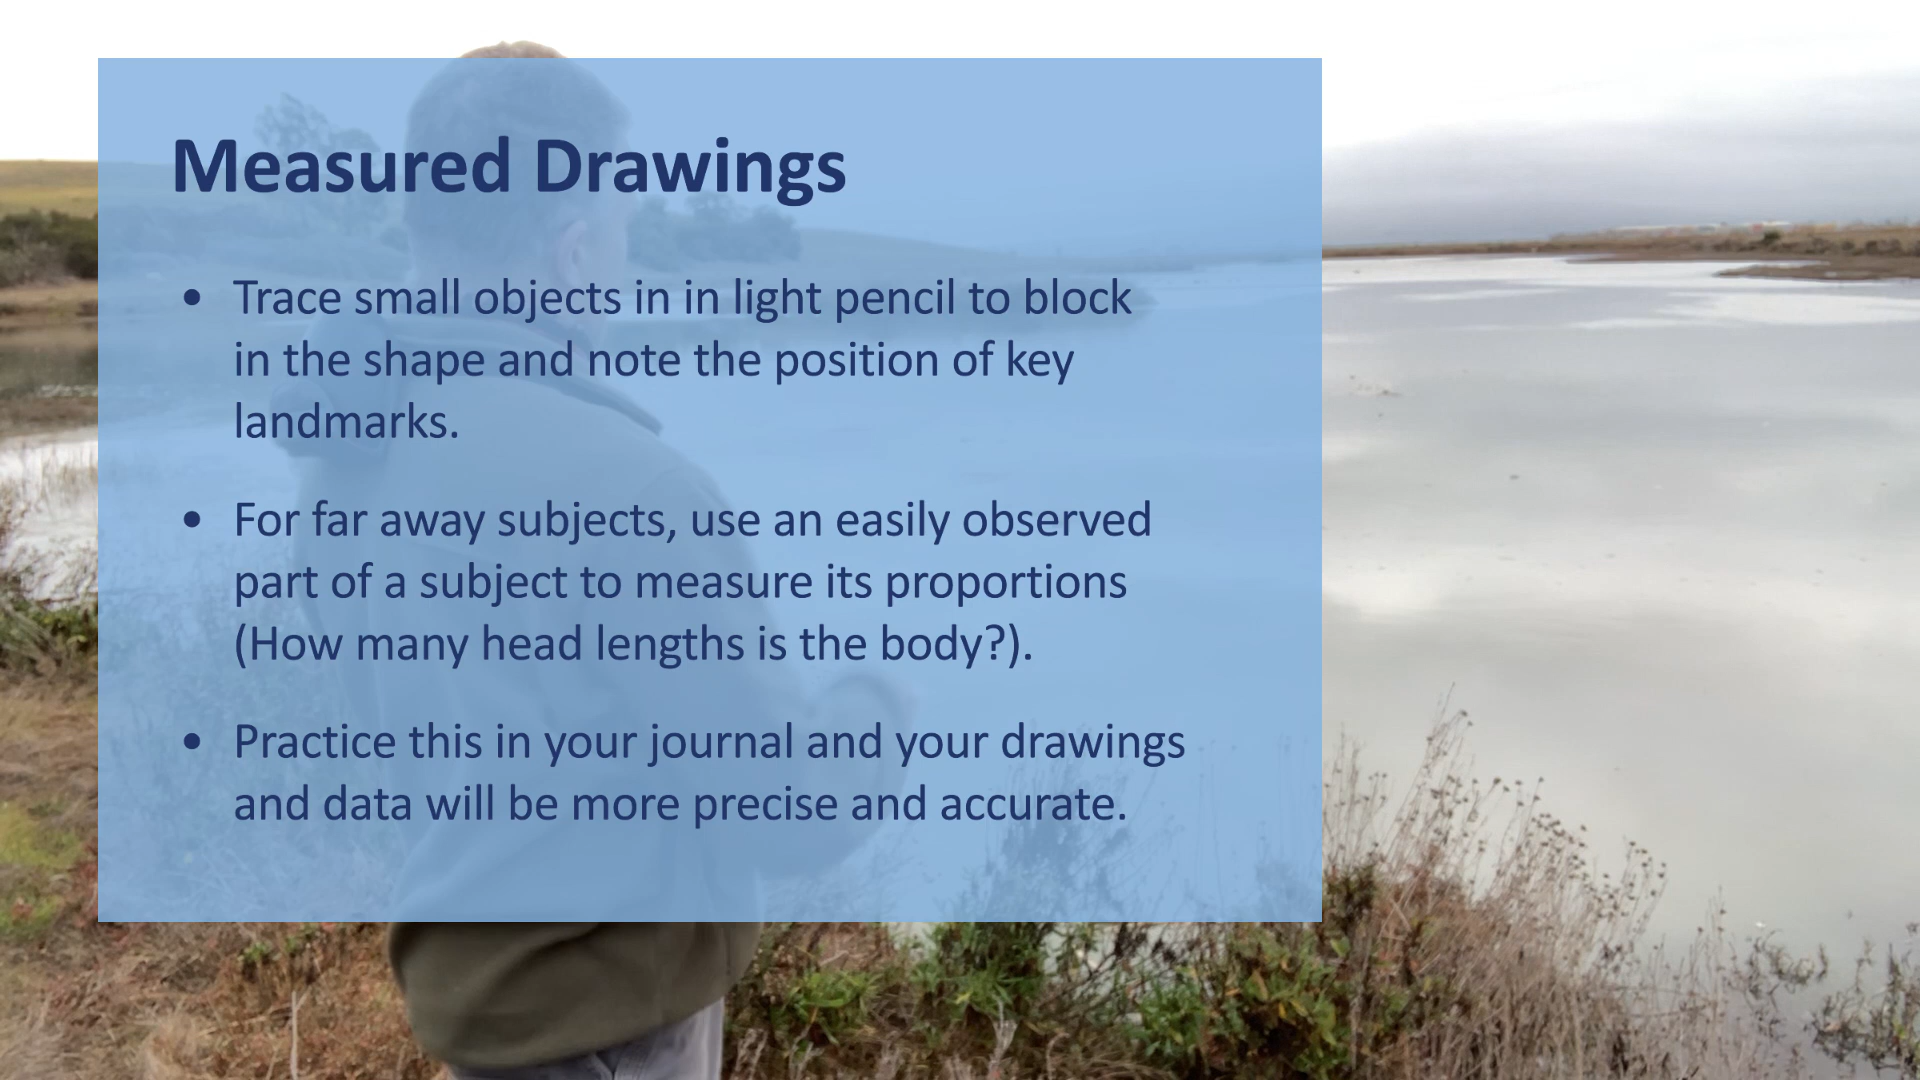 Measured Drawings
• Trace small objects in in light pencil to block
in the shape and note the position of key
landmarks.
• For far away subjects, use an easily observed
part of a subject to measure its proportions
(How many head lengths is the body?).
• Practice this in your journal and your drawings
and data will be more precise and accurate.